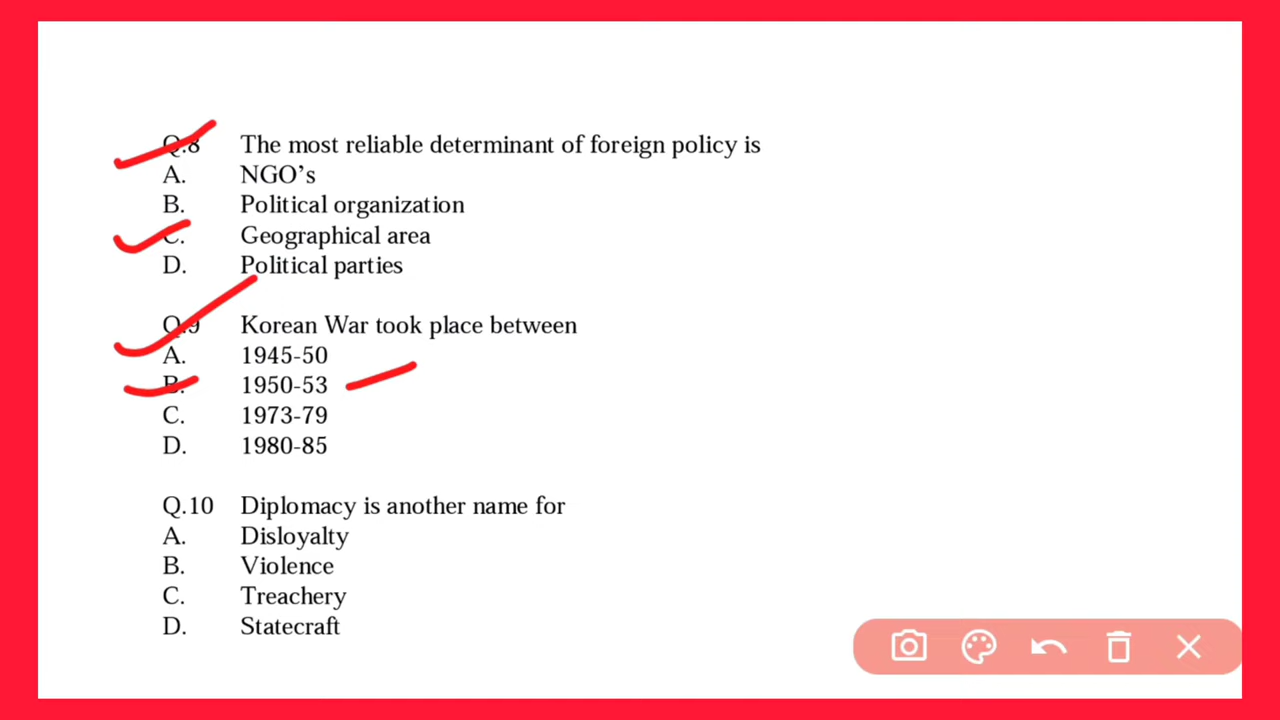 Q.8 The most reliable determinant of foreign policy is
A. NGO’s
B. Political organization
C. Geographical area
D. Political parties
Q.9 Korean War took place between
A. 1945-50
B. 1950-53
C. 1973-79
D. 1980-85
Q.10 Diplomacy is another name for
A. Disloyalty
B. Violence
C. Treachery
D. Statecraft